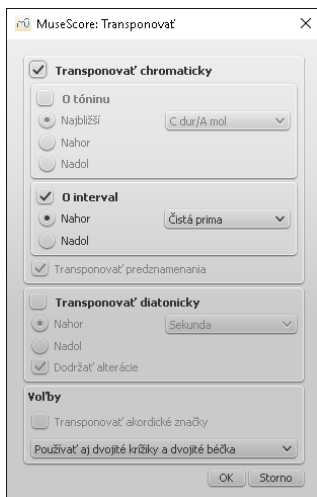 MuseScore: Transponovať
Transponovať chromaticky
O tóninu
Najbližší C dur/A mol
Nahor
Nadol
O interval
Nahor Čistá prima
Nadol
Transponovať predznamenania
Transponovať diatonicky
Nahor Sekunda
Nadol
Dodržať alterácie
Voľby
Transponovať akordické značky
Používať aj dvojité krížiky a dvojité béčka
OK Storno